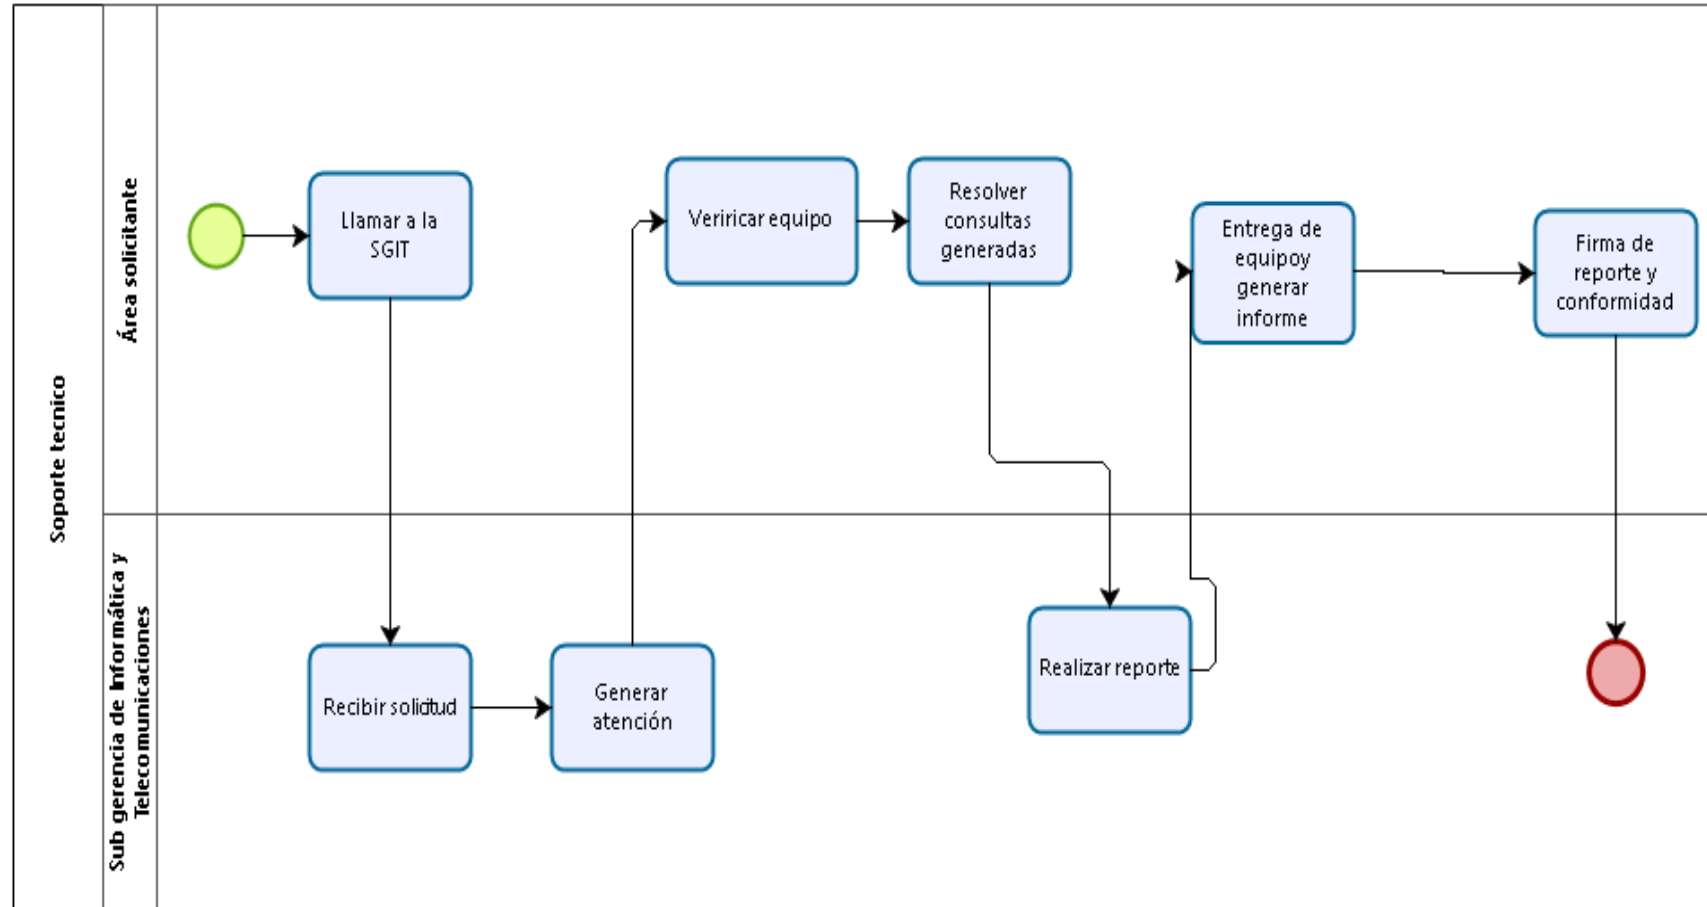 Soporte tecnico
Área solicitante
Llamar a la
SGIT
Veriricar equipo
Resolver
consultas
generadas
Entrega de
equipoy
generar
informe
Firma de
reporte y
conformidad
Sub gerencia de Informática y
Telecomunicaciones
Recibir solicitud
Generar
atención
Realizar reporte